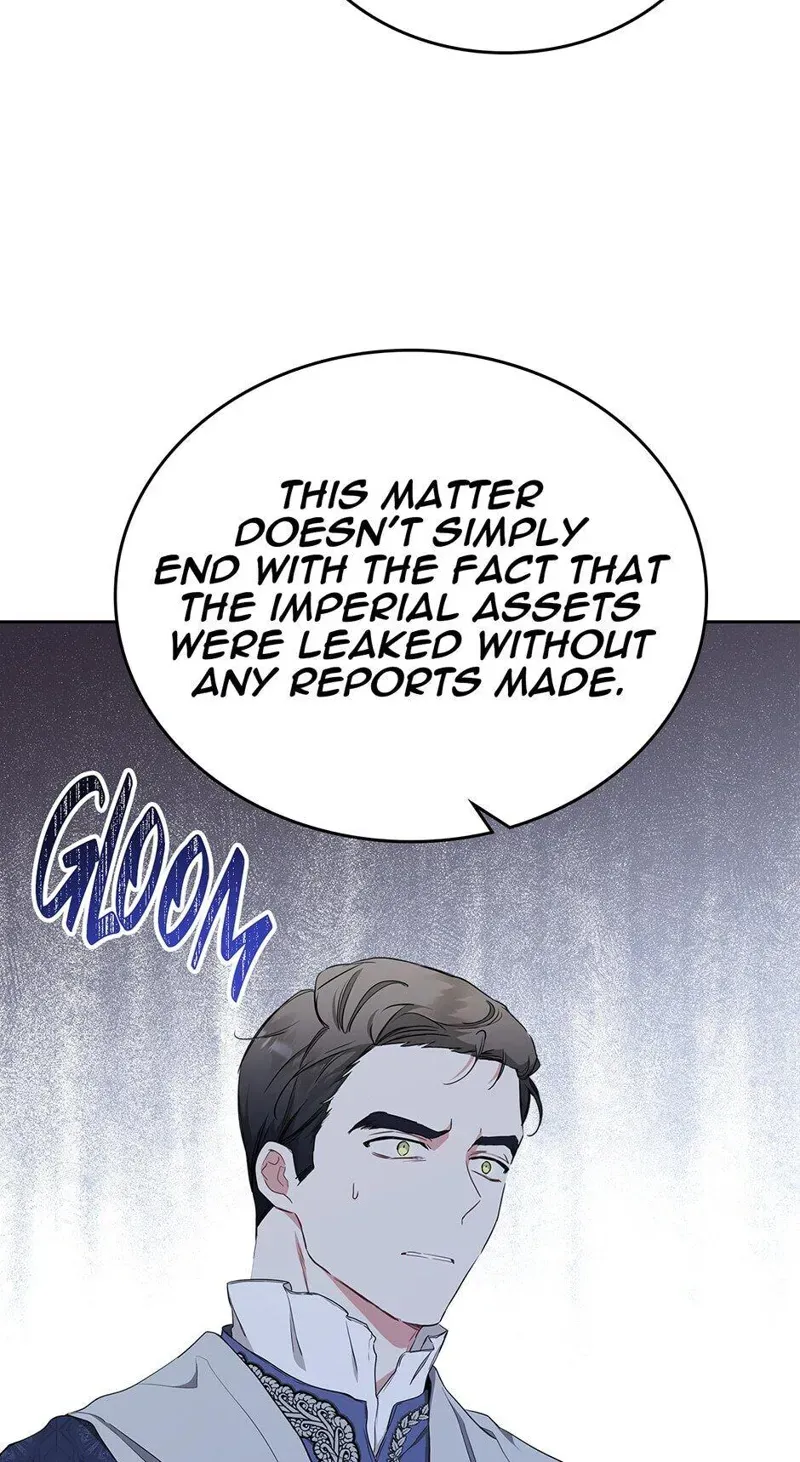 THIS MATTER
DOESN'T SIMPLY
END WITH THE FACT THAT
THE IMPERIAL ASSETS
WERE LEAKED WITHOUT
ANY REPORTS MADE.
GLOOM